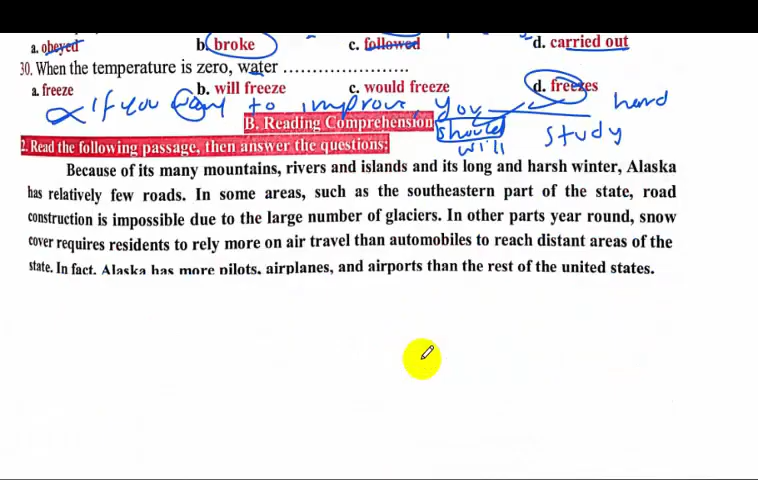 a. obeyed b. broke c. followed d. carried out
30. When the temperature is zero, water .......................
a. freeze b. will freeze c. would freeze d. freezes
If you want to improve, you should hard
B. Reading Comprehension
will study
2. Read the following passage, then answer the questions:
Because of its many mountains, rivers and islands and its long and harsh winter, Alaska
has relatively few roads. In some areas, such as the southeastern part of the state, road
construction is impossible due to the large number of glaciers. In other parts year round, snow
cover requires residents to rely more on air travel than automobiles to reach distant areas of the
state. In fact, Alaska has more pilots, airplanes, and airports than the rest of the united states.